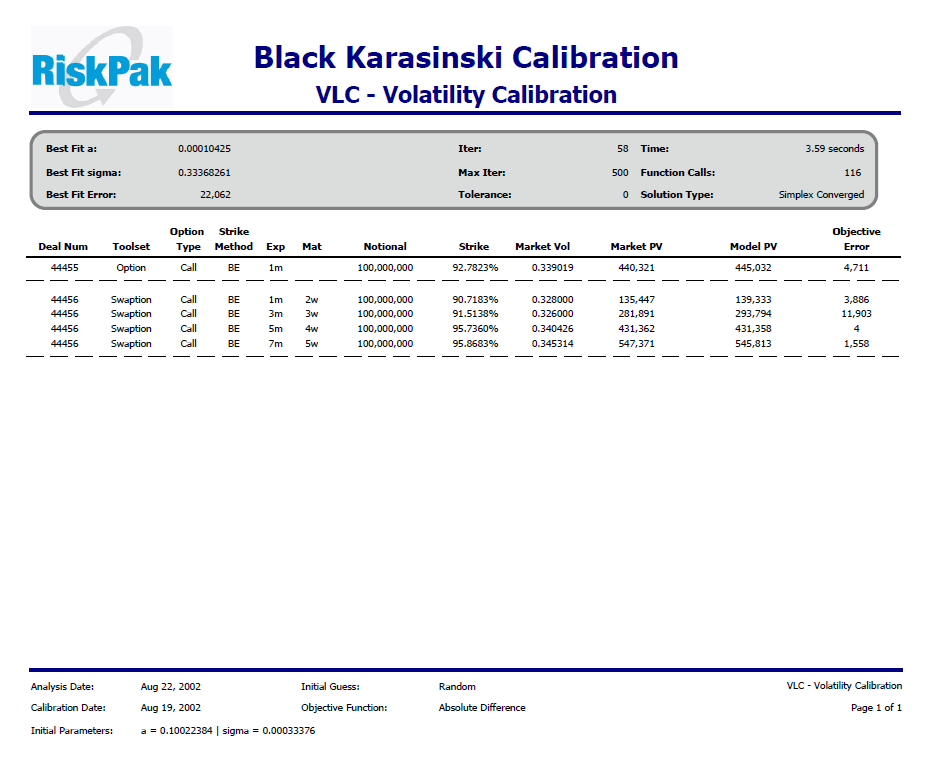 RiskPak
Black Karasinski Calibration
VLC - Volatility Calibration
Best Fit a: 0.00010425 Iter: 58 Time: 3.59 seconds
Best Fit sigma: 0.33368261 Max Iter: 500 Function Calls: 116
Best Fit Error: 22,062 Tolerance: 0 Solution Type: Simplex Converged
Option Strike Objective
Deal Num Toolset Type Method Exp Mat Notional Strike Market Vol Market PV Model PV Error
44455 Option Call BE 1m 100,000,000 92.7823% 0.339019 440,321 445,032 4,711
44456 Swaption Call BE 1m 2w 100,000,000 90.7183% 0.328000 135,447 139,333 3,886
44456 Swaption Call BE 3m 3w 100,000,000 91.5138% 0.326000 281,891 293,794 11,903
44456 Swaption Call BE 5m 4w 100,000,000 95.7360% 0.340426 431,362 431,358 4
44456 Swaption Call BE 7m 5w 100,000,000 95.8683% 0.345314 547,371 545,813 1,558
Analysis Date: Aug 22, 2002 Initial Guess: Random VLC - Volatility Calibration
Calibration Date: Aug 19, 2002 Objective Function: Absolute Difference Page 1 of 1
Initial Parameters: a = 0.10022384 | sigma = 0.00033376